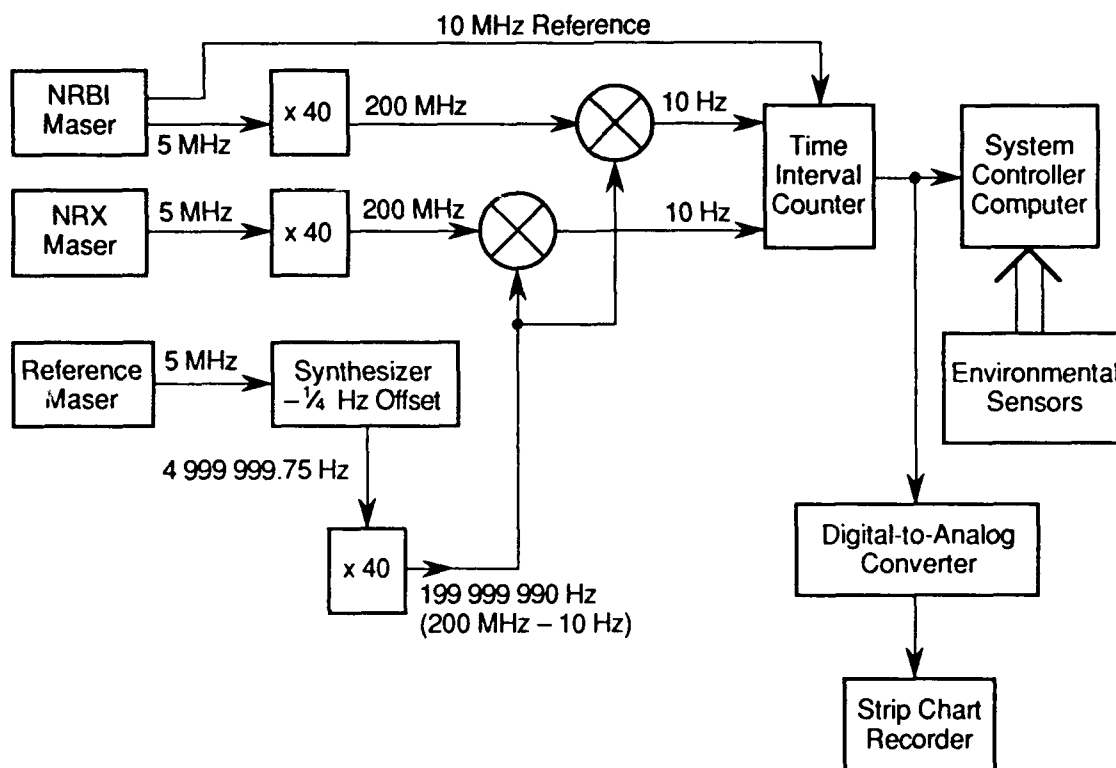 10 MHz Reference
NRBI
Maser
5 MHz
x 40
200 MHz
10 Hz
Time
Interval
Counter
System
Controller
Computer
NRX
Maser
5 MHz
x 40
200 MHz
10 Hz
Reference
Maser
5 MHz
Synthesizer
–¼ Hz Offset
Environmental
Sensors
4 999 999.75 Hz
x 40
199 999 990 Hz
(200 MHz – 10 Hz)
Digital-to-Analog
Converter
Strip Chart
Recorder